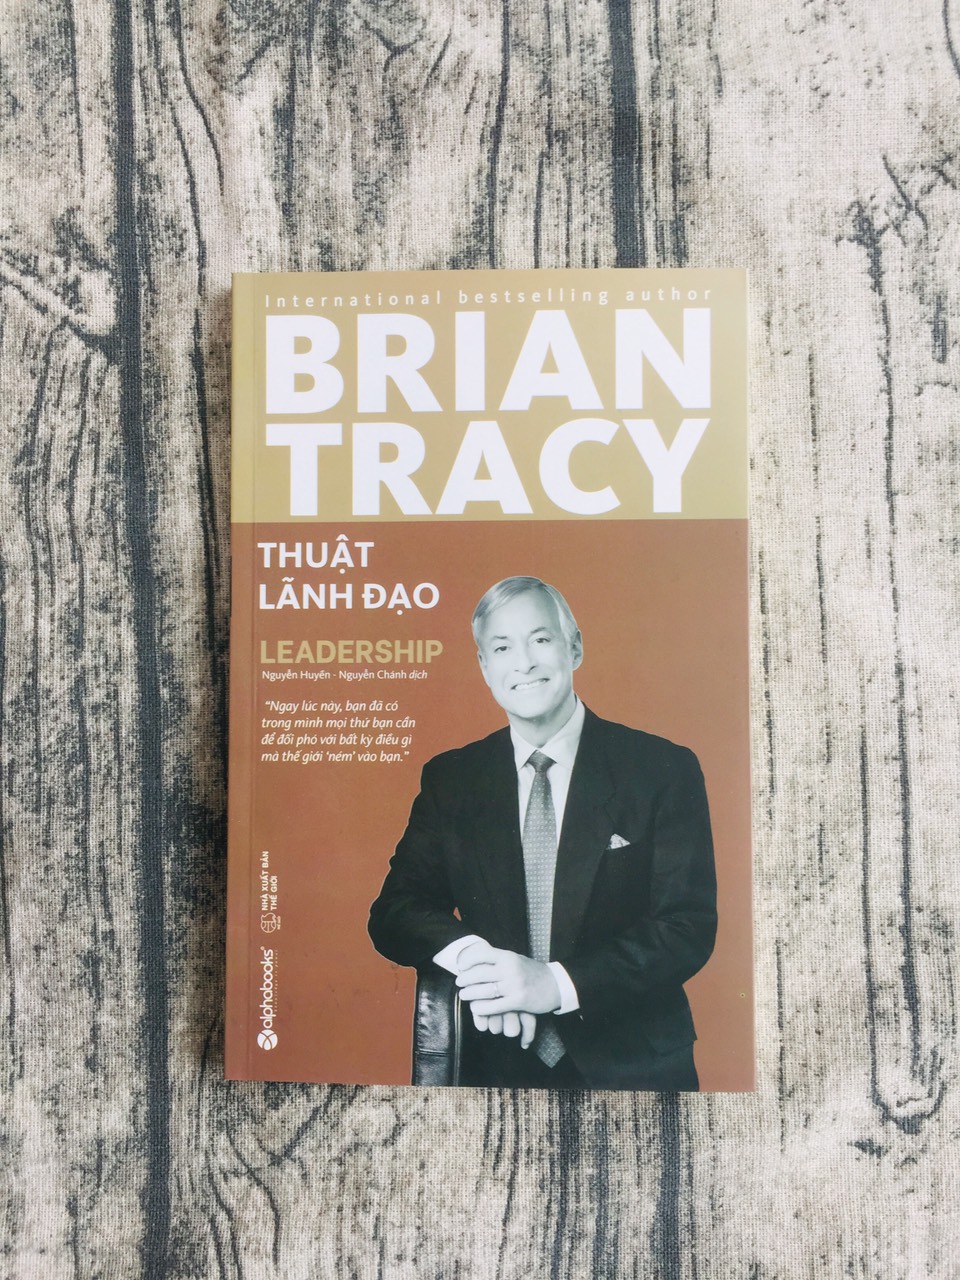 International bestselling author
BRIAN
TRACY
THUẬT
LÃNH ĐẠO
LEADERSHIP
Nguyễn Huyền - Nguyễn Chánh dịch
“Ngay lúc này, bạn đã có
trong mình mọi thứ bạn cần
để đối phó với bất kỳ điều gì
mà thế giới ‘ném’ vào bạn.”
NHÀ XUẤT BẢN
THẾ GIỚI
alphabooks®